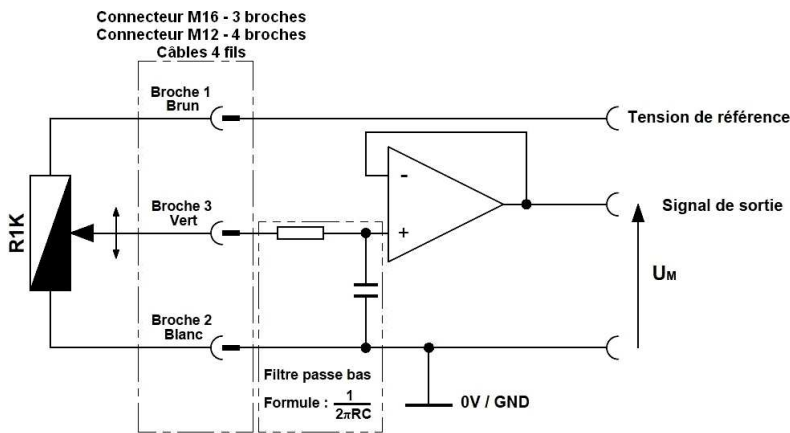 Connecteur M16 - 3 broches
Connecteur M12 - 4 broches
Câbles 4 fils
Broche 1
Brun
Tension de référence
-
Broche 3
Vert
+
Signal de sortie
R1K
UM
Broche 2
Blanc
Filtre passe bas
Formule : 1
2πRC
0V / GND